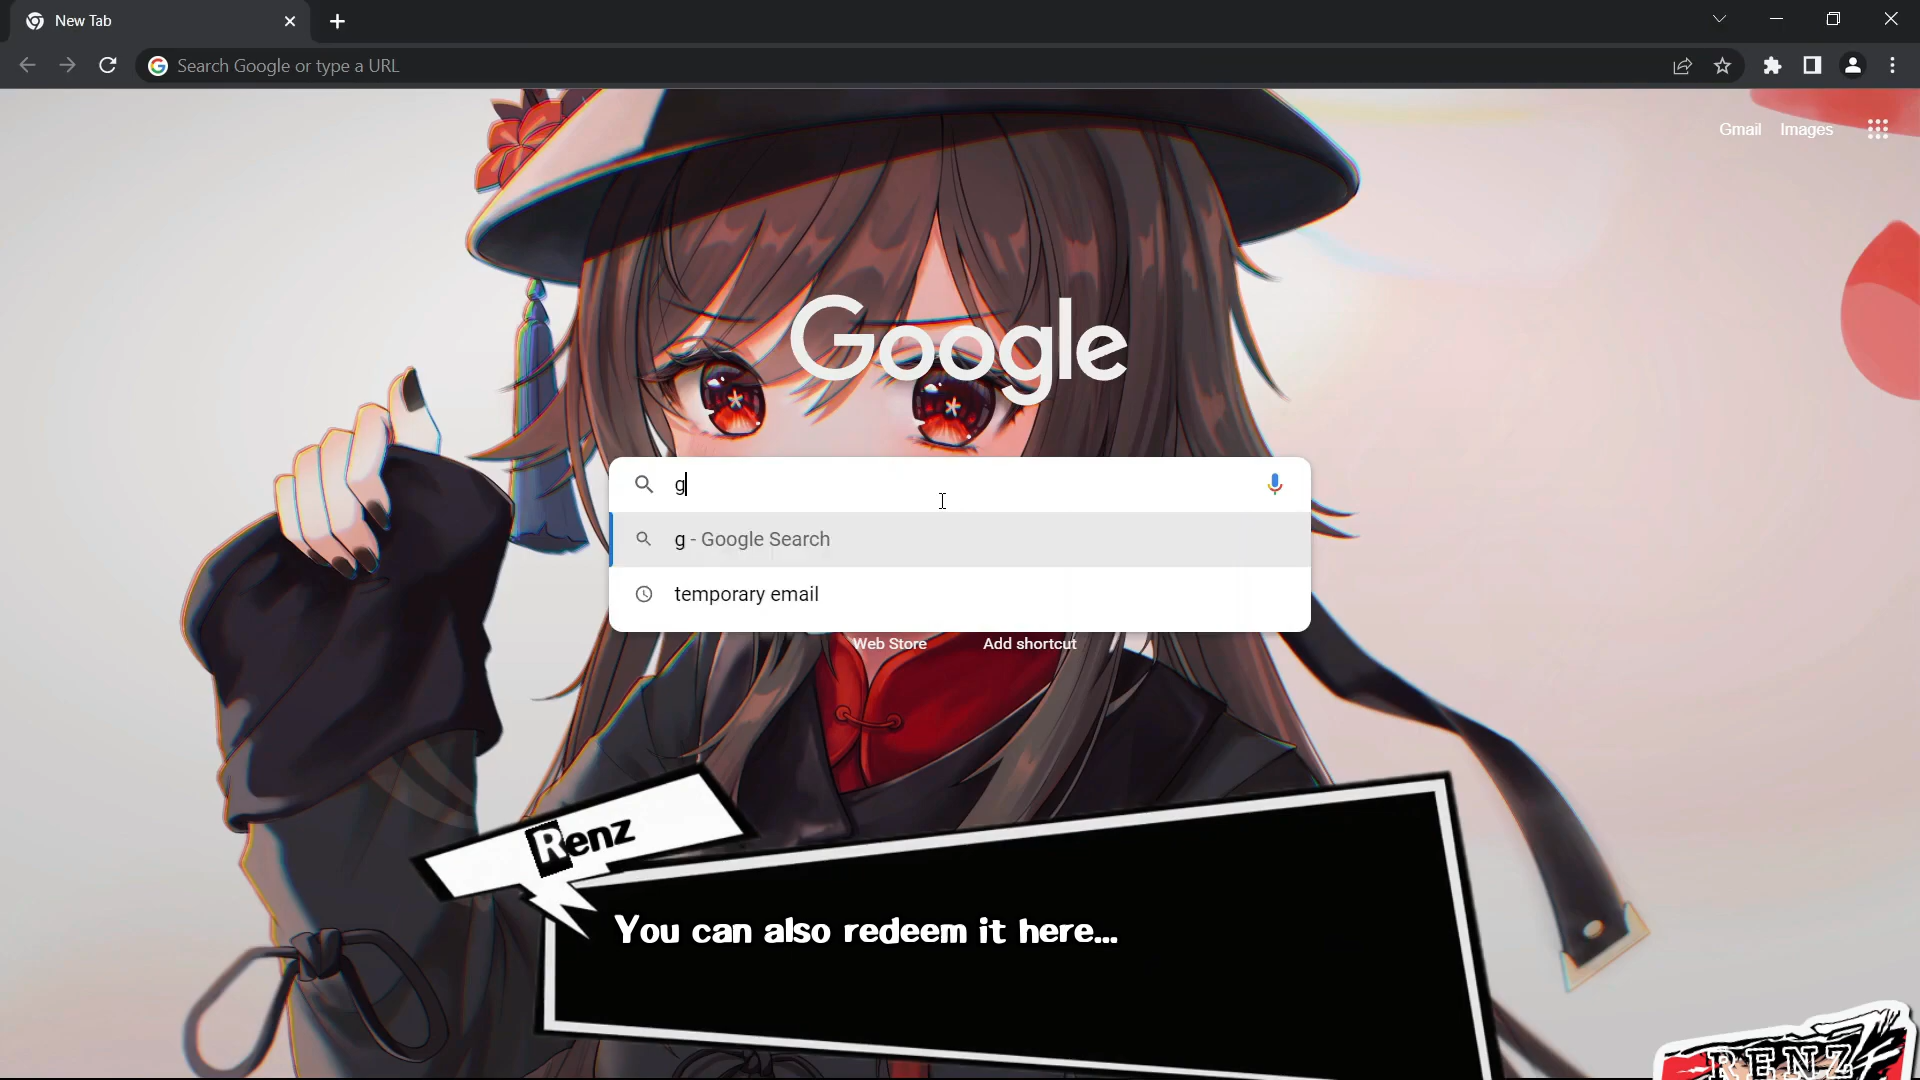 New Tab
Search Google or type a URL
Gmail Images
Google
g
g - Google Search
temporary email
Web Store Add shortcut
Renz
You can also redeem it here...
RENZ